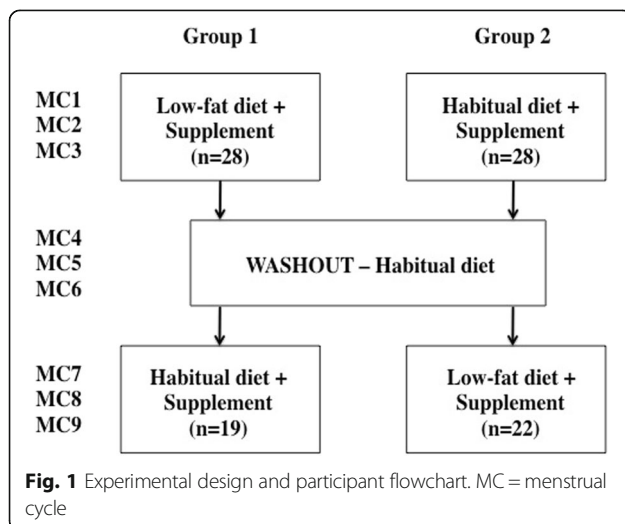 Group 1 Group 2
MC1
MC2
MC3
Low-fat diet +
Supplement
(n=28)
Habitual diet +
Supplement
(n=28)
MC4
MC5
MC6
WASHOUT – Habitual diet
MC7
MC8
MC9
Habitual diet +
Supplement
(n=19)
Low-fat diet +
Supplement
(n=22)
Fig. 1 Experimental design and participant flowchart. MC = menstrual
cycle